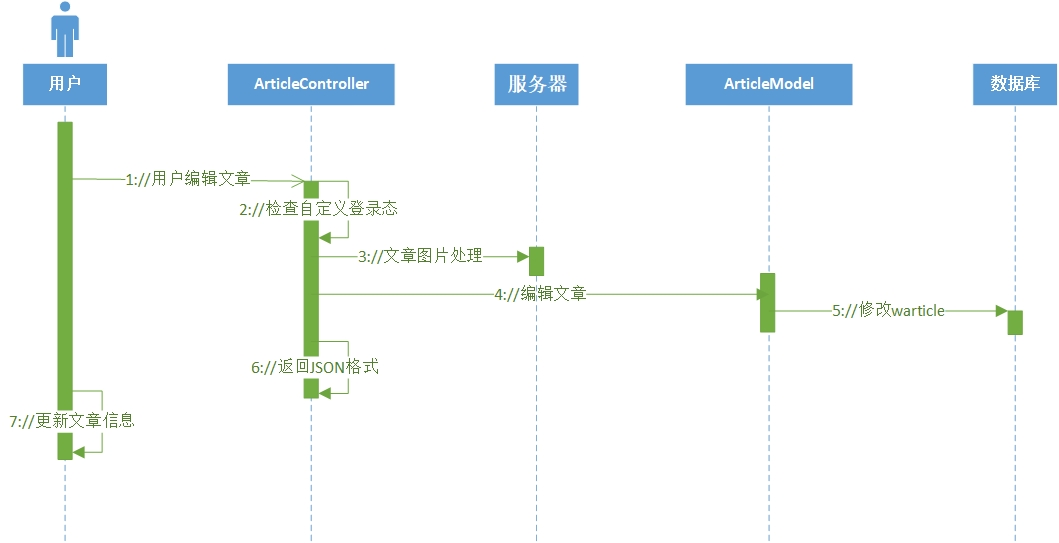 用户
ArticleController
服务器
ArticleModel
数据库
1://用户编辑文章
2://检查自定义登录态
3://文章图片处理
4://编辑文章
5://修改warticle
6://返回JSON格式
7://更新文章信息